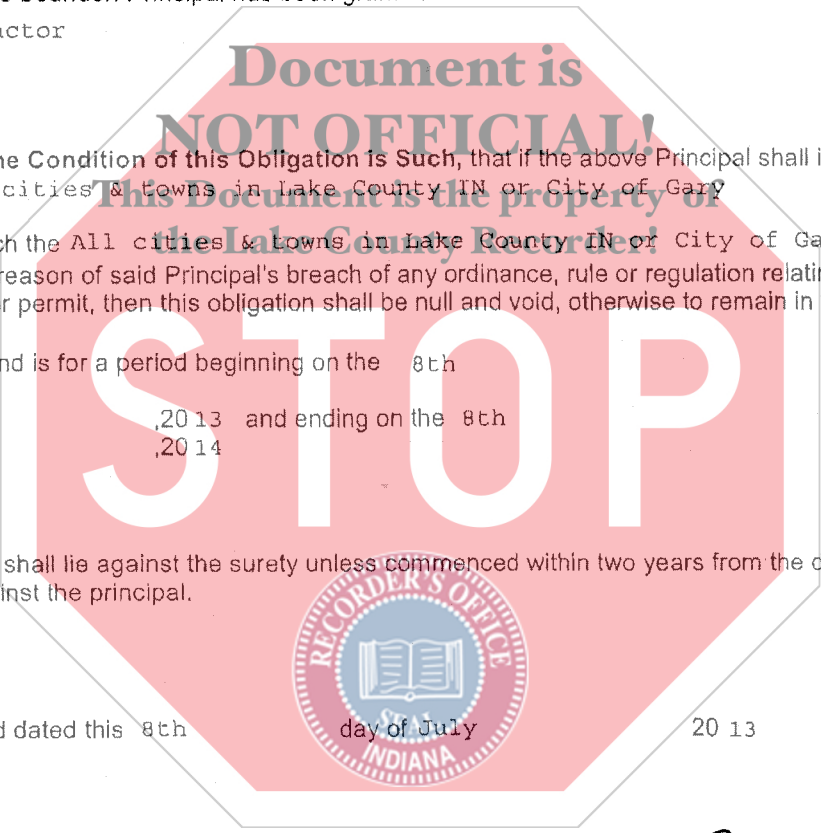 Principal has been
actor
Document is
NOT OFFICIAL!
the Condition of this Obligation is Such, that if the above Principal shall
cities & towns in Lake County IN or City of Gary
This Document is the property of
the All cities & towns in Lake County IN or City of Ga
the Lake County Recorder!
reason of said Principal's breach of any ordinance, rule or regulation relati
r permit, then this obligation shall be null and void, otherwise to remain in
nd is for a period beginning on the 8th
,20 13 and ending on the 8th
,20 14
STOP
shall lie against the surety unless commenced within two years from the
inst the principal.
RECORDER'S OFFICE
SEAL
INDIANA
d dated this 8th day of July 20 13